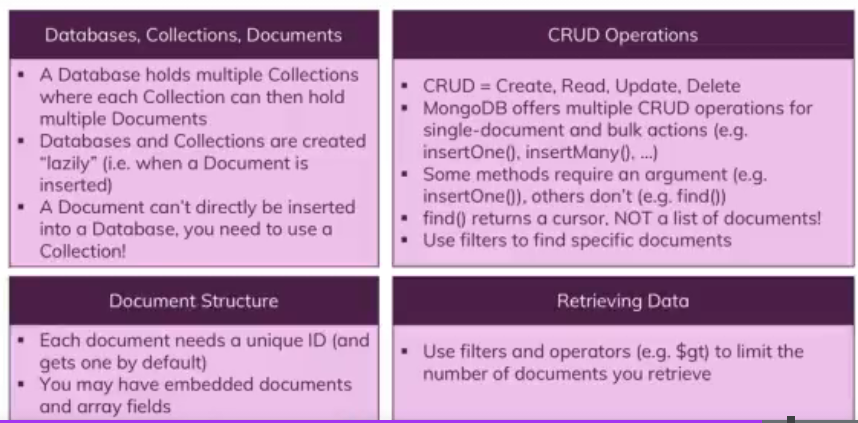 Databases, Collections, Documents
▪ A Database holds multiple Collections
where each Collection can then hold
multiple Documents
▪ Databases and Collections are created
“lazily” (i.e. when a Document is
inserted)
▪ A Document can’t directly be inserted
into a Database, you need to use a
Collection!
CRUD Operations
▪ CRUD = Create, Read, Update, Delete
▪ MongoDB offers multiple CRUD operations for
single-document and bulk actions (e.g.
insertOne(), insertMany(), ...)
▪ Some methods require an argument (e.g.
insertOne()), others don’t (e.g. find())
▪ find() returns a cursor, NOT a list of documents!
▪ Use filters to find specific documents
Document Structure
▪ Each document needs a unique ID (and
gets one by default)
▪ You may have embedded documents
and array fields
Retrieving Data
▪ Use filters and operators (e.g. $gt) to limit the
number of documents you retrieve